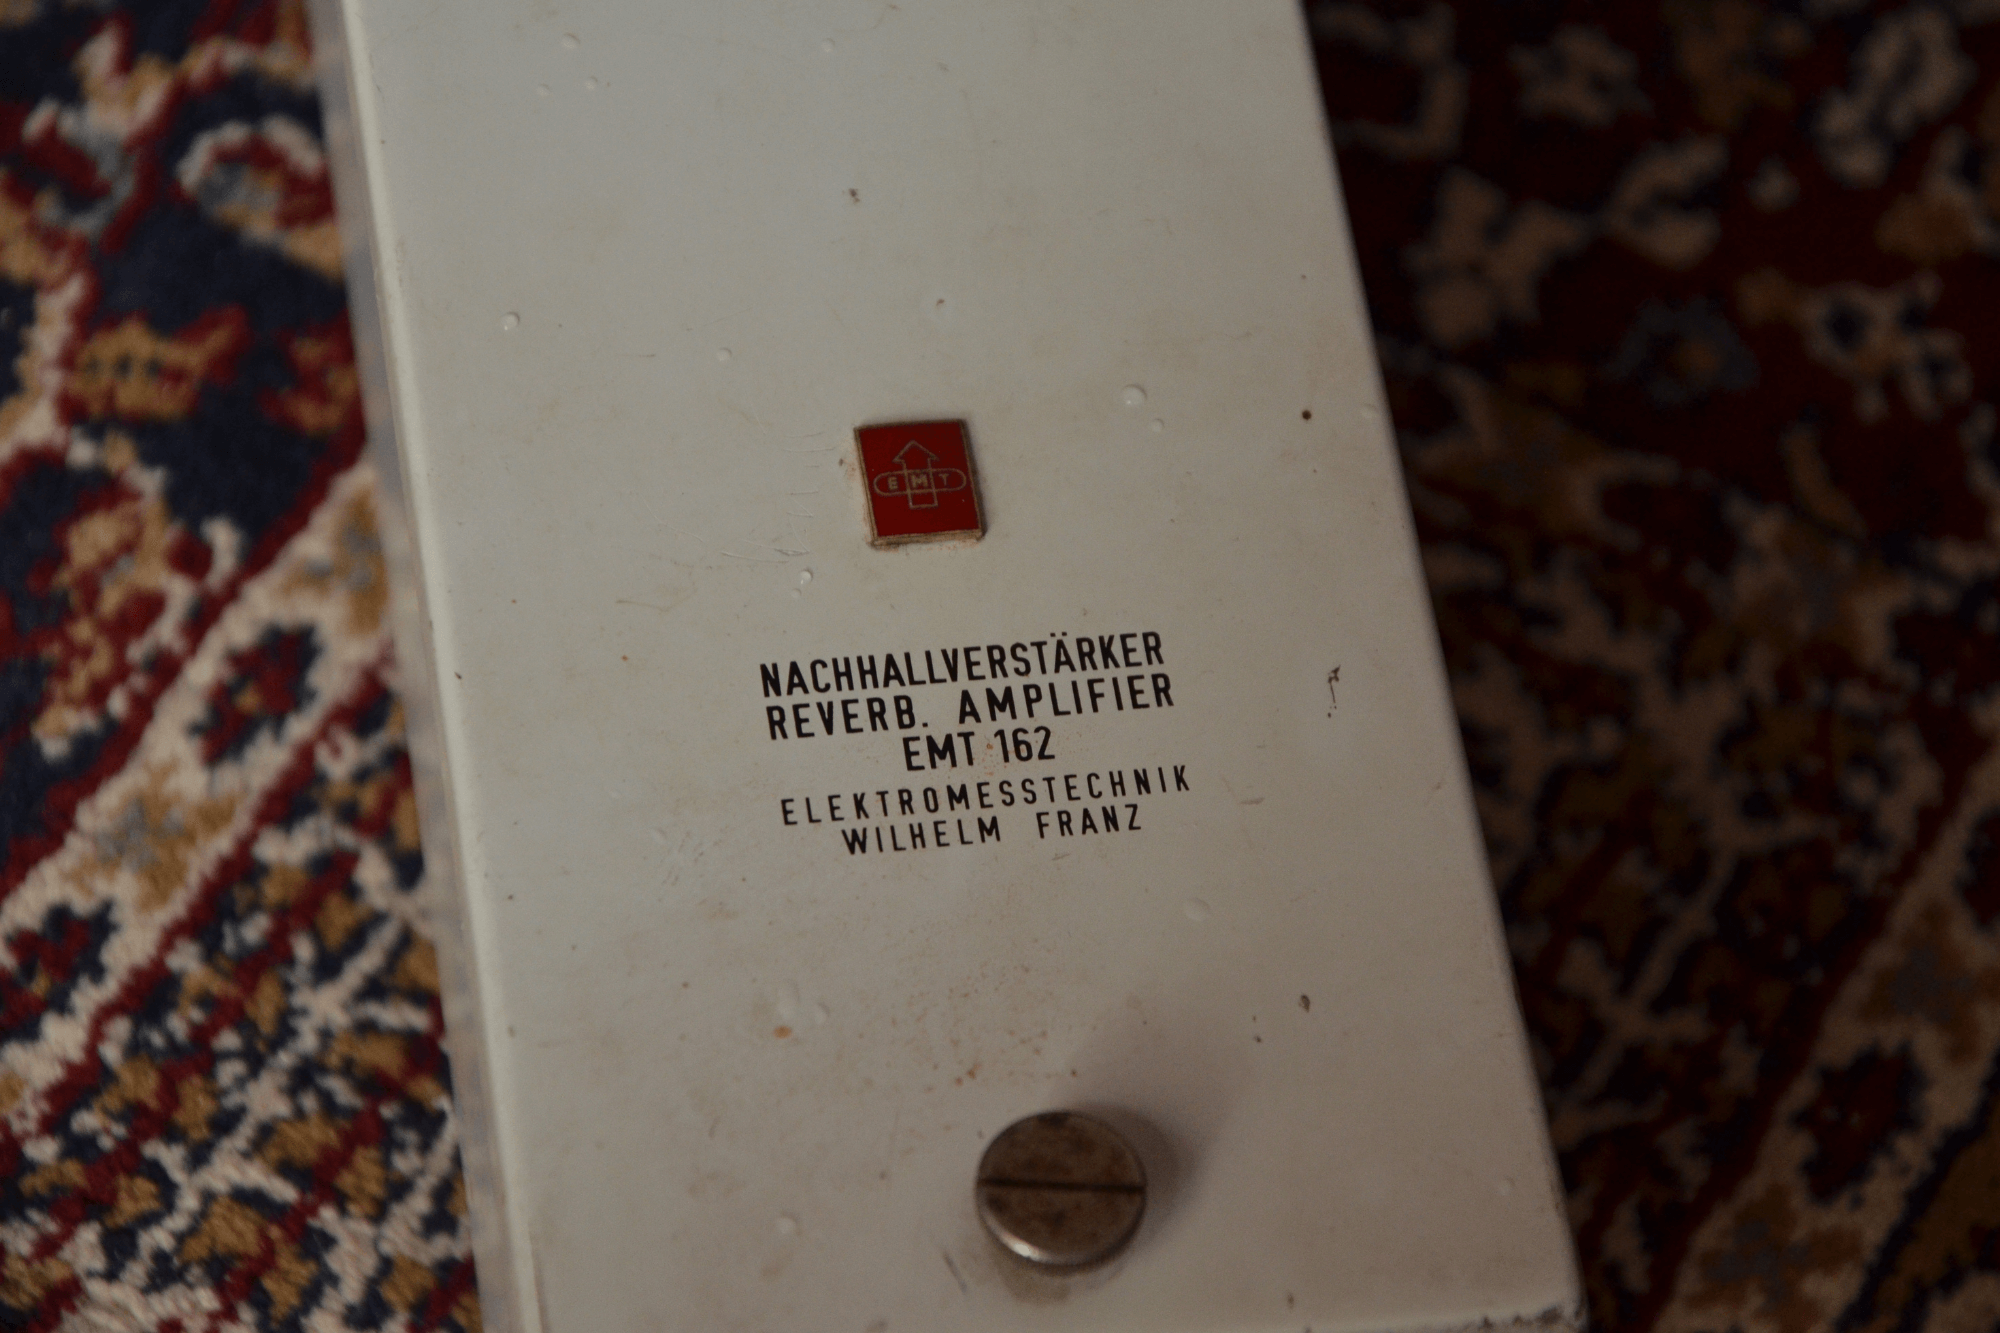 EMT
NACHHALLVERSTÄRKER
REVERB. AMPLIFIER
EMT 162
ELEKTROMESSTECHNIK
WILHELM FRANZ